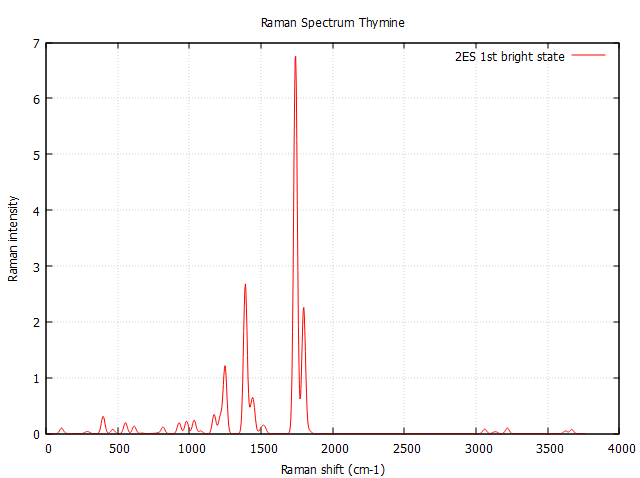 Raman Spectrum Thymine
2ES 1st bright state
7
6
5
4
3
2
1
0
Raman intensity
0 500 1000 1500 2000 2500 3000 3500 4000
Raman shift (cm-1)